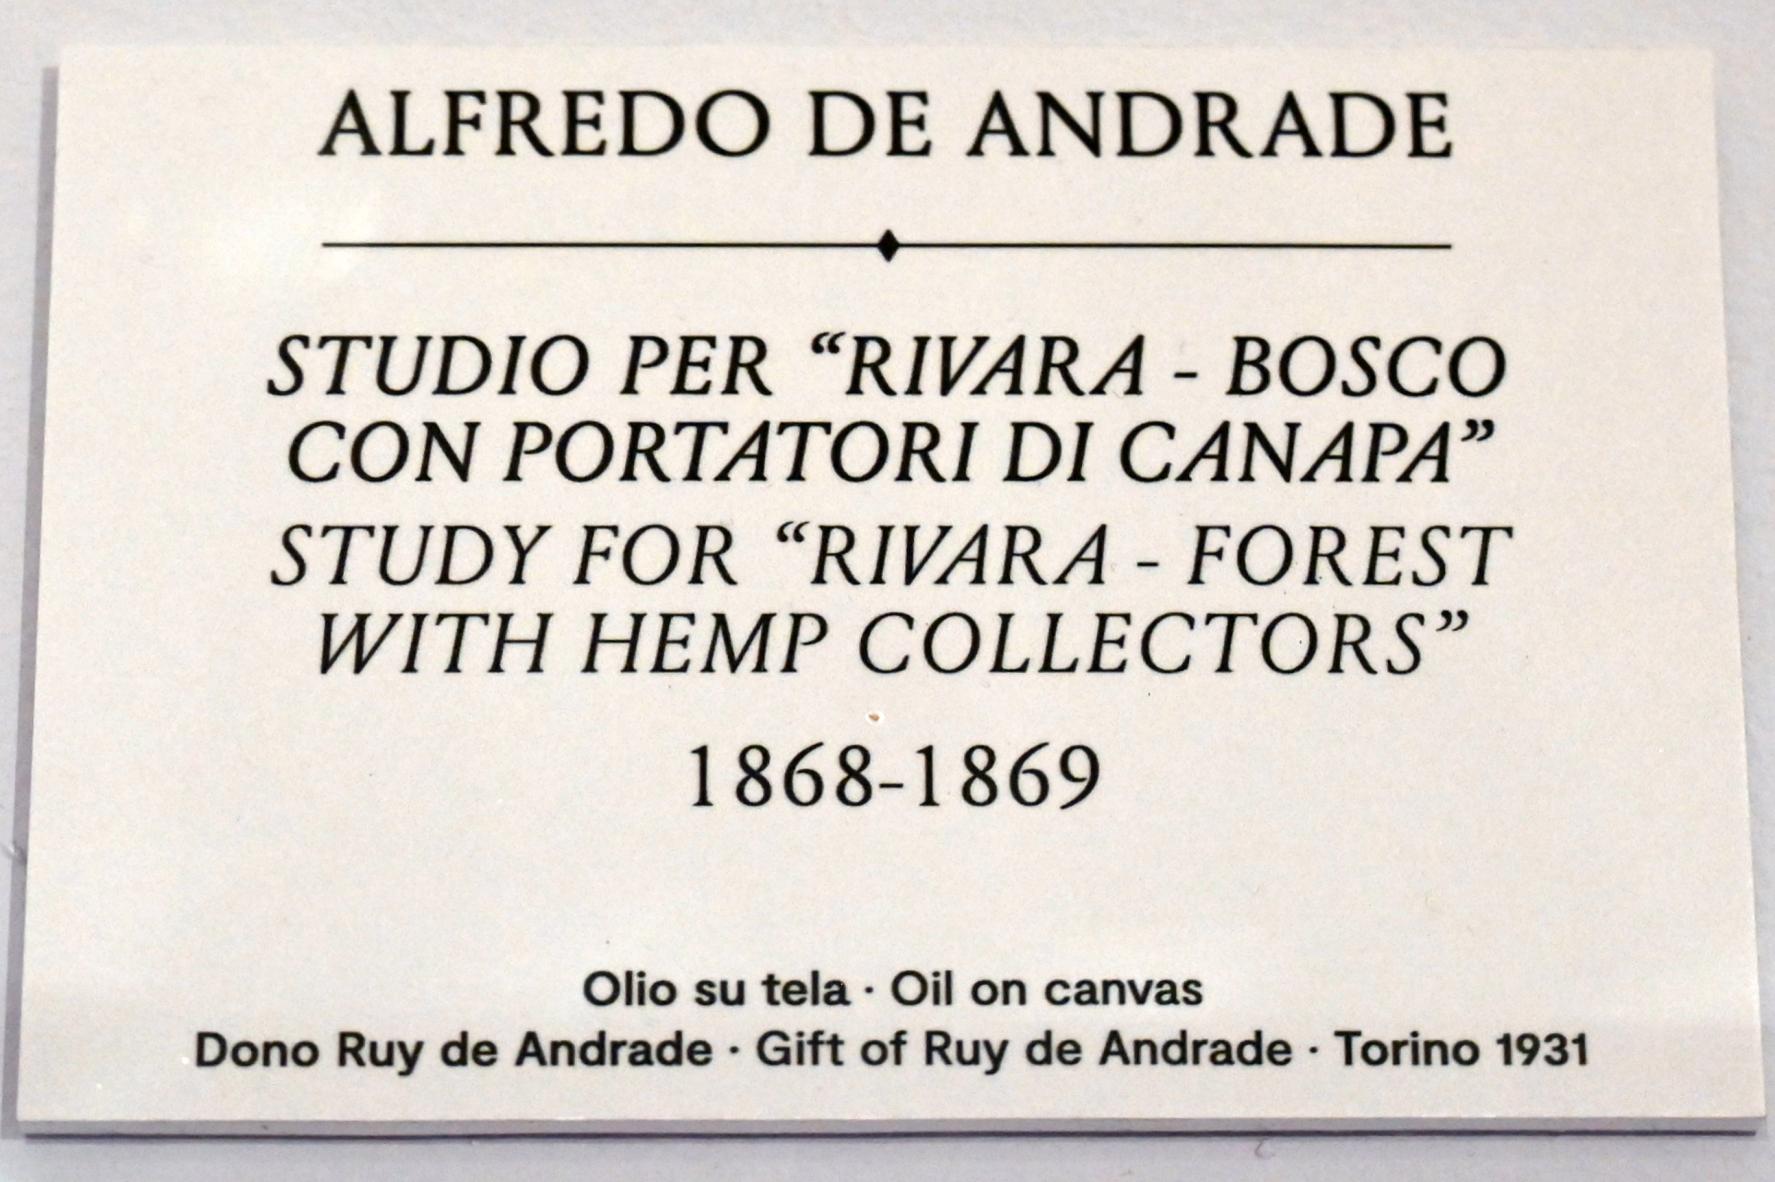 ALFREDO DE ANDRADE
STUDIO PER “RIVARA - BOSCO
CON PORTATORI DI CANAPA”
STUDY FOR “RIVARA - FOREST
WITH HEMP COLLECTORS”
1868-1869
Olio su tela · Oil on canvas
Dono Ruy de Andrade · Gift of Ruy de Andrade · Torino 1931